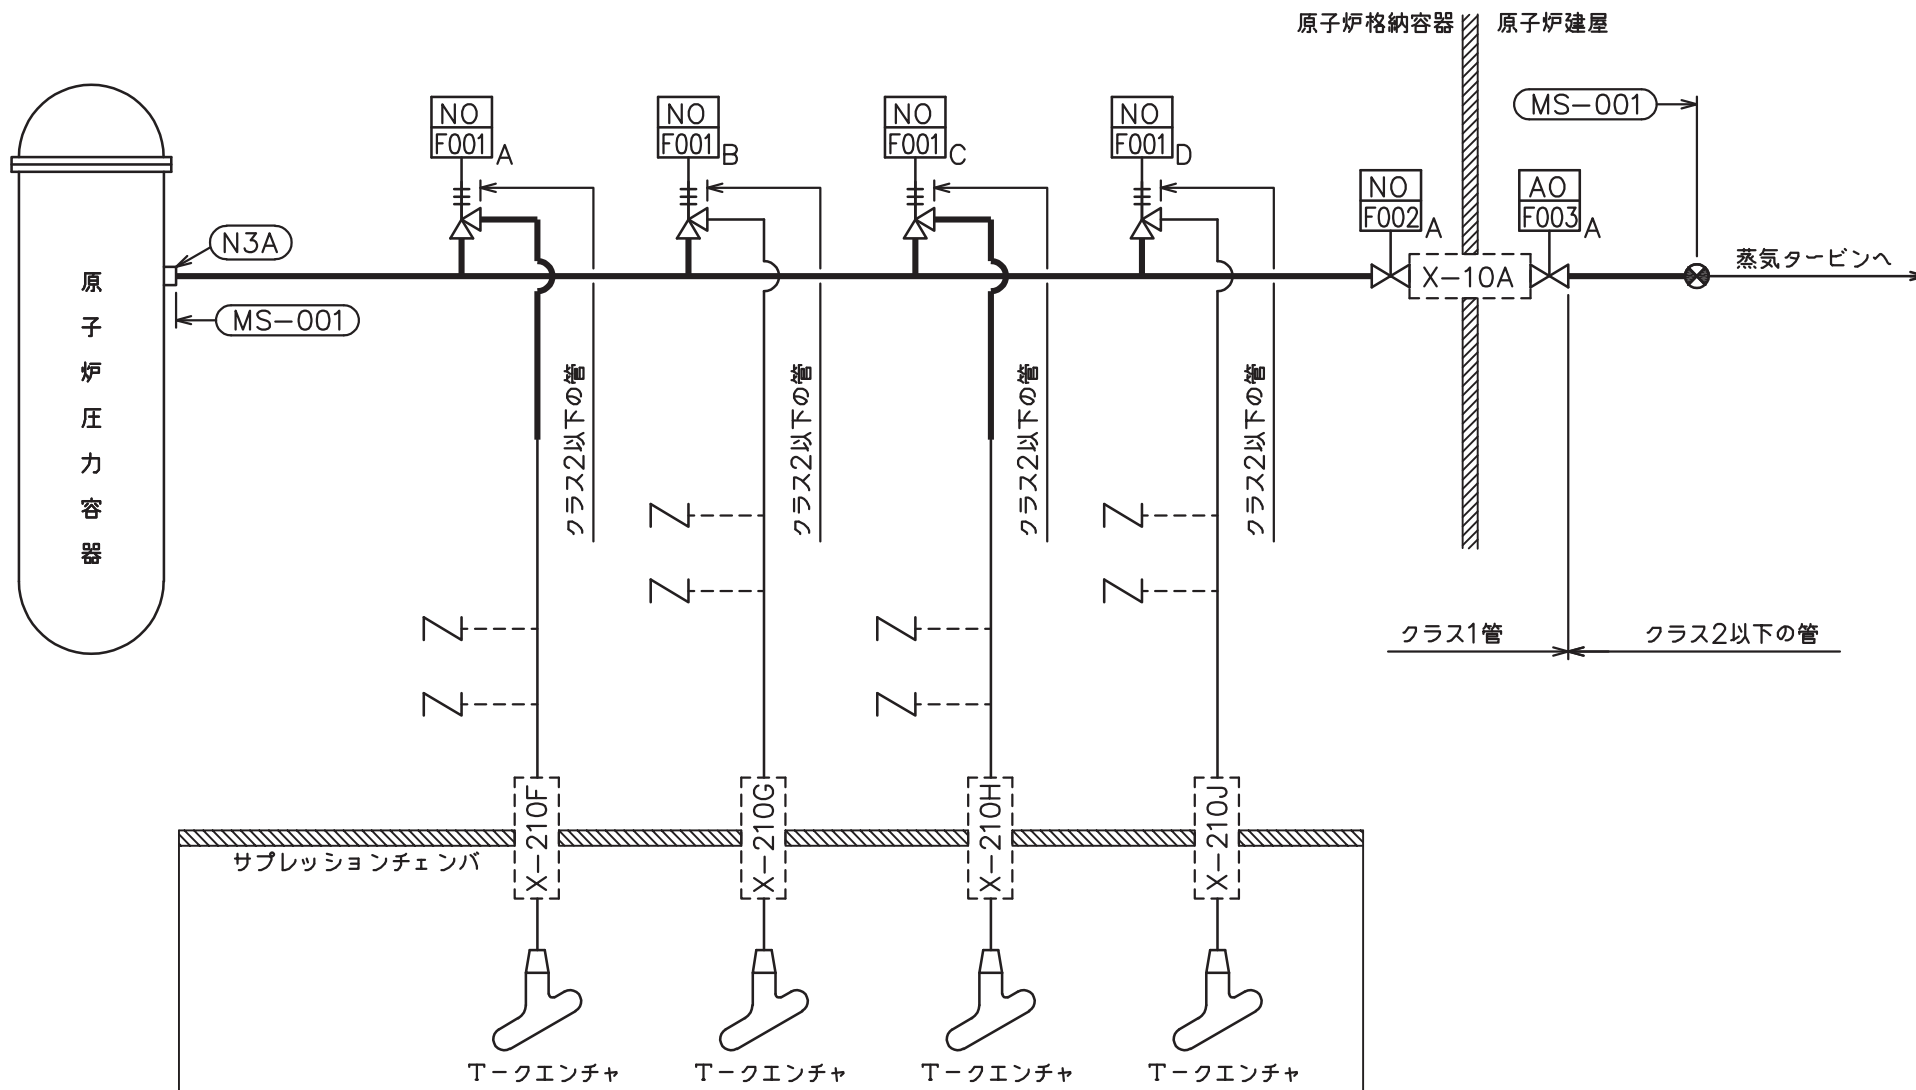 原子炉格納容器
原子炉建屋
NO
F001 A
NO
F001 B
NO
F001 C
NO
F001 D
MS-001
NO
F002 A
AO
F003 A
N3A
X-10A
蒸気タービンへ
MS-001
原子炉圧力容器
クラス2以下の管
クラス2以下の管
クラス2以下の管
クラス2以下の管
クラス1管
クラス2以下の管
X-210F
X-210G
X-210H
X-210J
サプレッションチェンバ
T-クエンチャ
T-クエンチャ
T-クエンチャ
T-クエンチャ